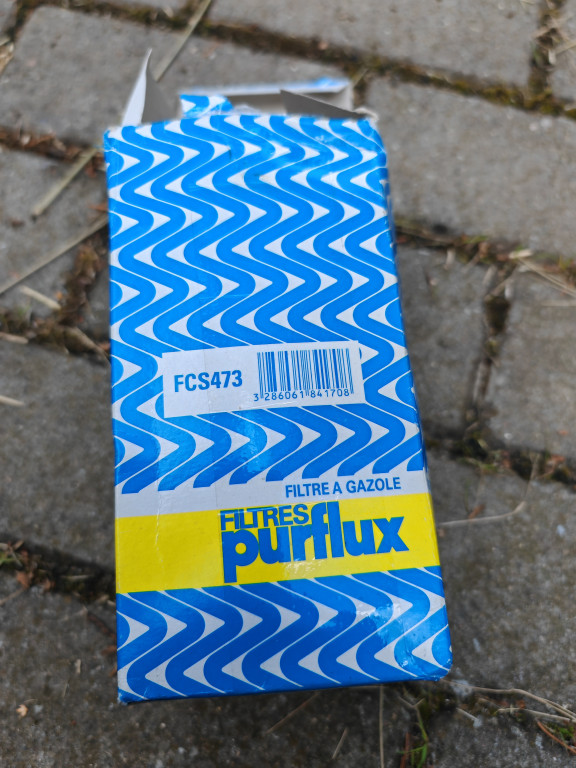 FCS473
3 286061 841708
FILTRE A GAZOLE
FILTRES
purflux